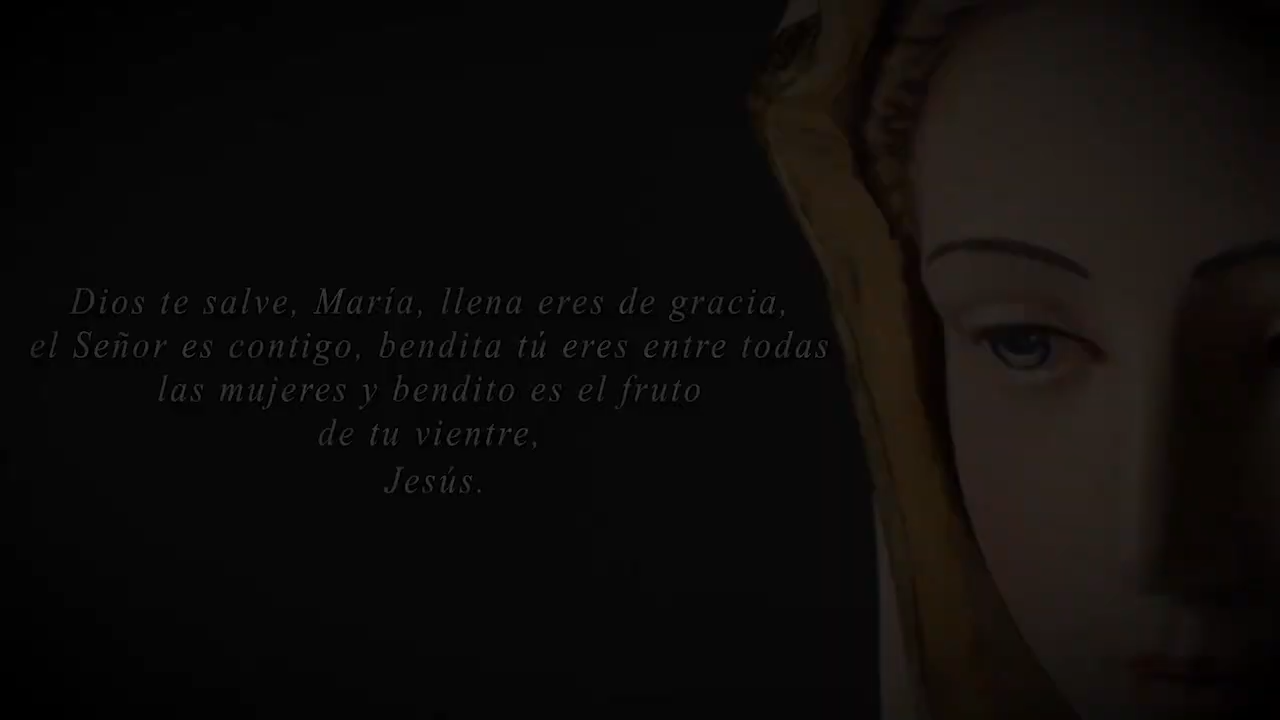 Dios te salve, María, llena eres de gracia,
el Señor es contigo, bendita tú eres entre todas
las mujeres y bendito es el fruto
de tu vientre,
Jesús.